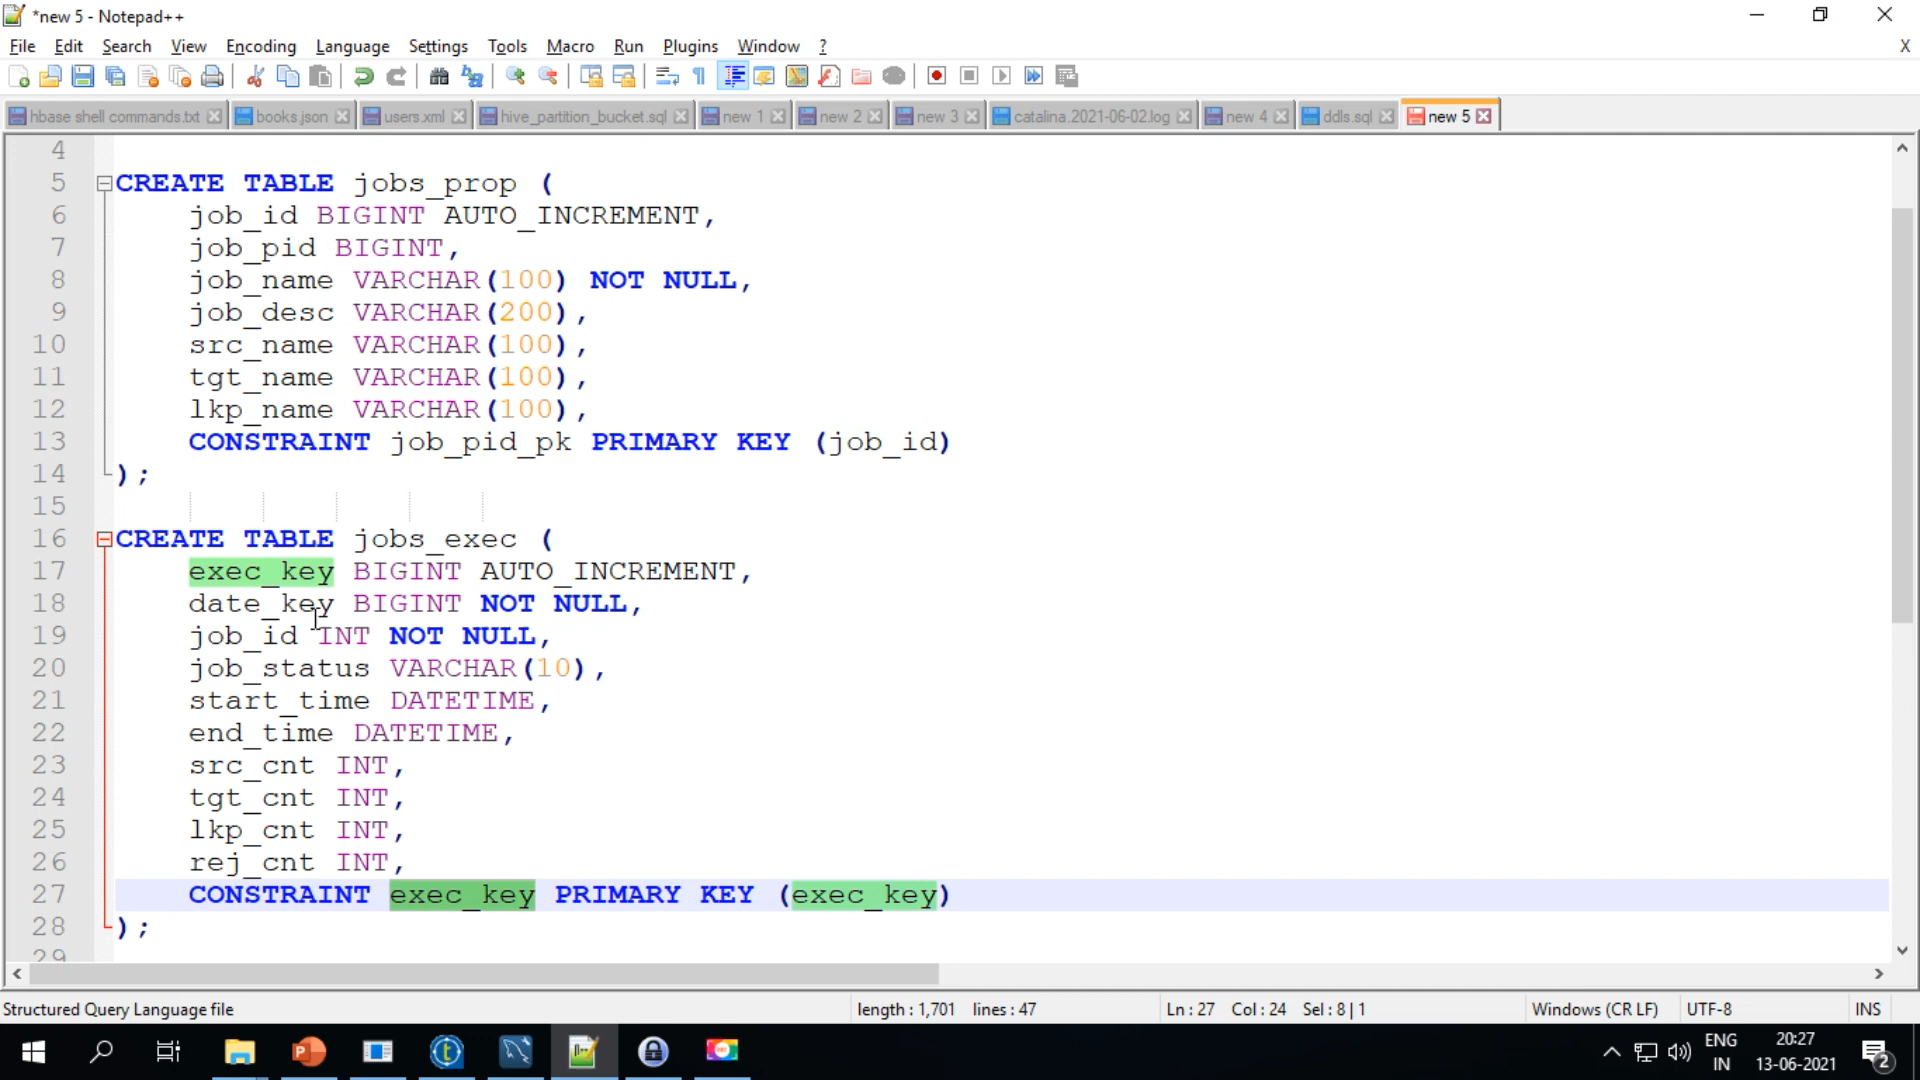 *new 5 - Notepad++
File Edit Search View Encoding Language Settings Tools Macro Run Plugins Window ? X
hbase shell commands.txt books.json users.xml hive_partition_bucket.sql new 1 new 2 new 3 catalina.2021-06-02.log new 4 ddls.sql new 5
4
5 CREATE TABLE jobs_prop (
6 job_id BIGINT AUTO_INCREMENT,
7 job_pid BIGINT,
8 job_name VARCHAR(100) NOT NULL,
9 job_desc VARCHAR(200),
10 src_name VARCHAR(100),
11 tgt_name VARCHAR(100),
12 lkp_name VARCHAR(100),
13 CONSTRAINT job_pid_pk PRIMARY KEY (job_id)
14 );
15
16 CREATE TABLE jobs_exec (
17 exec_key BIGINT AUTO_INCREMENT,
18 date_key BIGINT NOT NULL,
19 job_id INT NOT NULL,
20 job_status VARCHAR(10),
21 start_time DATETIME,
22 end_time DATETIME,
23 src_cnt INT,
24 tgt_cnt INT,
25 lkp_cnt INT,
26 rej_cnt INT,
27 CONSTRAINT exec_key PRIMARY KEY (exec_key)
28 );
29
Structured Query Language file length : 1,701 lines : 47 Ln : 27 Col : 24 Sel : 8 | 1 Windows (CR LF) UTF-8 INS
ENG 20:27
IN 13-06-2021 2